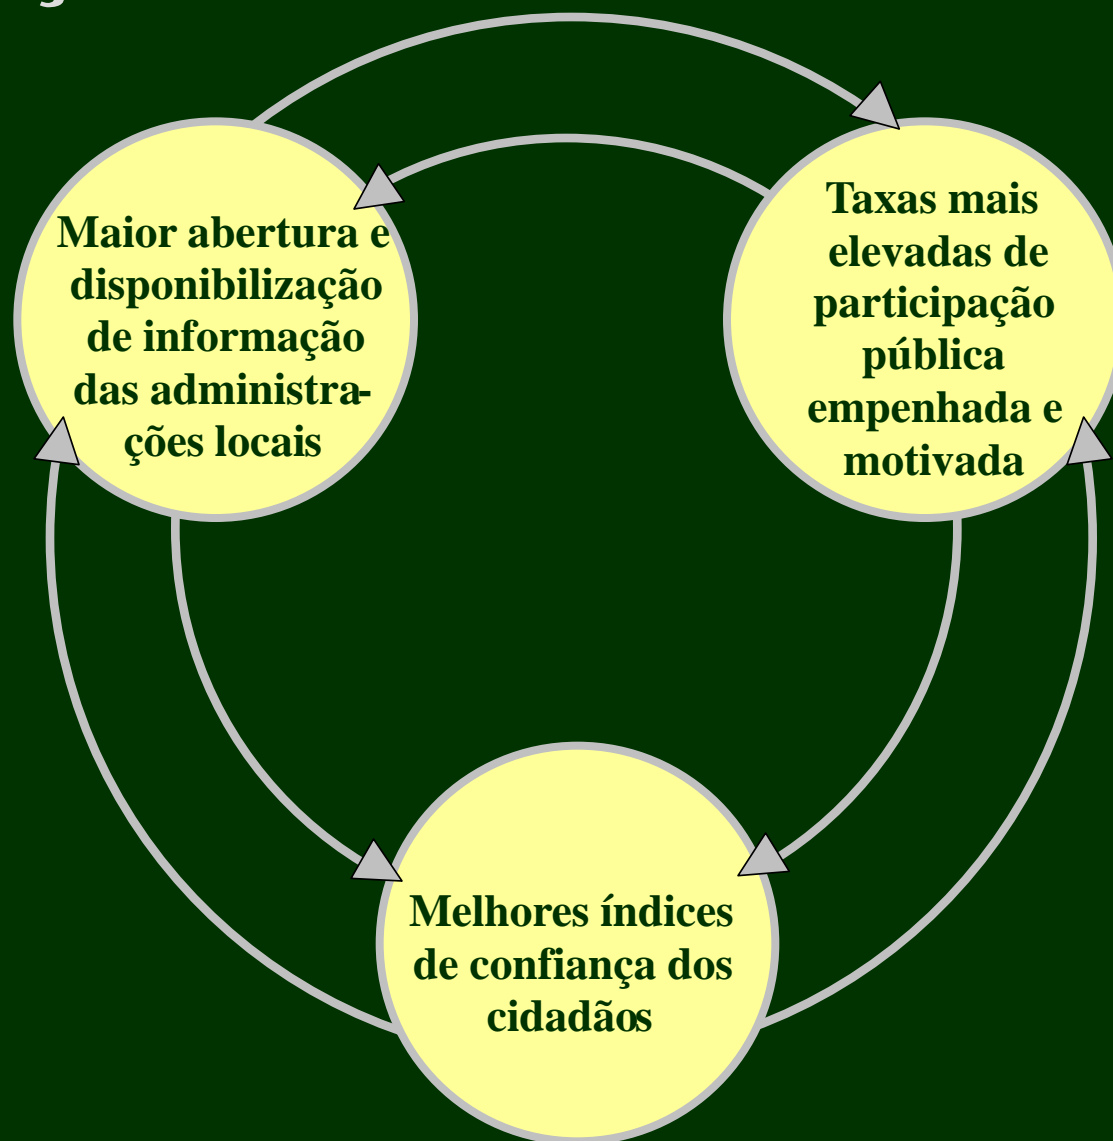 Maior abertura e
disponibilização
de informação
das administra-
ções locais
Taxas mais
elevadas de
participação
pública
empenhada e
motivada
Melhores índices
de confiança dos
cidadãos